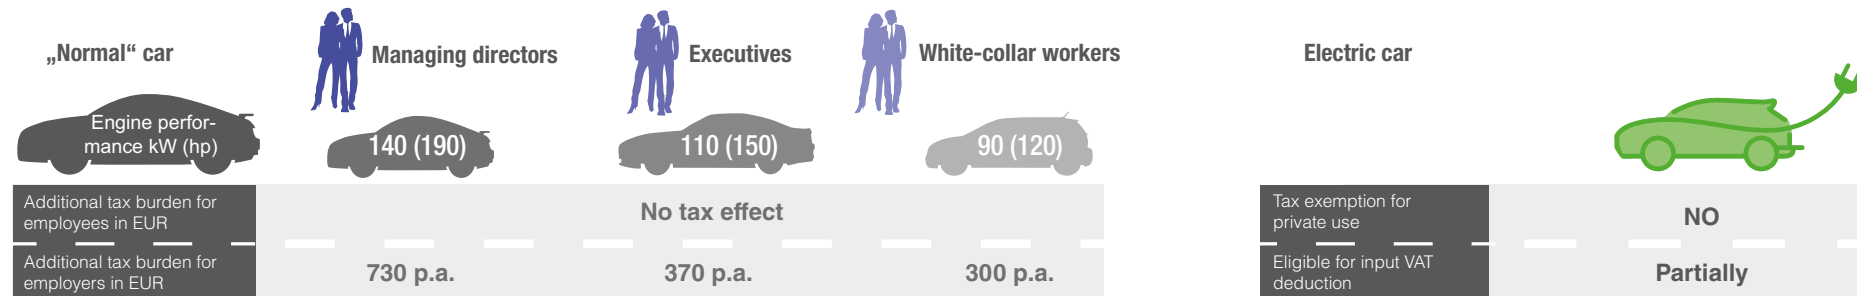 „Normal“ car
Managing directors
Executives
White-collar workers
Electric car
Engine perfor-
mance kW (hp)
140 (190)
110 (150)
90 (120)
Additional tax burden for
employees in EUR
No tax effect
Additional tax burden for
employers in EUR
730 p.a.
370 p.a.
300 p.a.
Tax exemption for
private use
NO
Eligible for input VAT
deduction
Partially